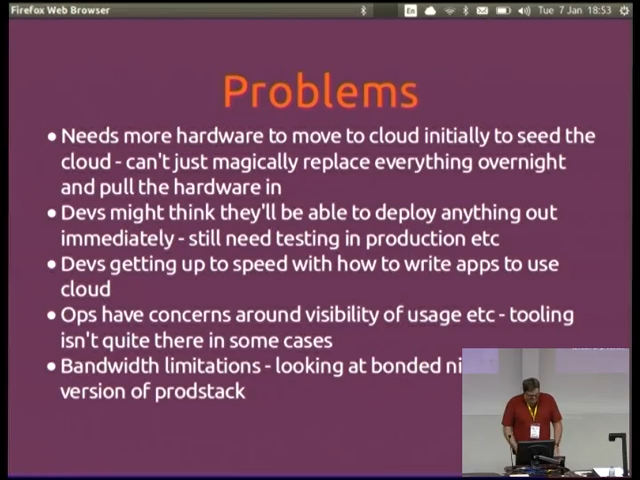 Firefox Web Browser
En
Tue 7 Jan 18:53
Problems
• Needs more hardware to move to cloud initially to seed the
cloud - can't just magically replace everything overnight
and pull the hardware in
• Devs might think they'll be able to deploy anything out
immediately - still need testing in production etc
• Devs getting up to speed with how to write apps to use
cloud
• Ops have concerns around visibility of usage etc - tooling
isn't quite there in some cases
• Bandwidth limitations - looking at bonded
version of prodstack